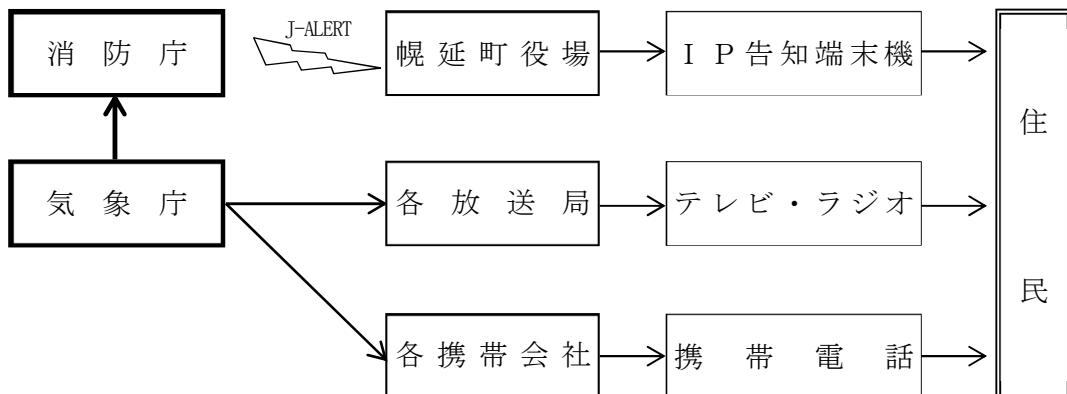 J-ALERT
消防庁
幌延町役場
IP告知端末機
気象庁
各放送局
テレビ・ラジオ
各携帯会社
携帯電話
住民